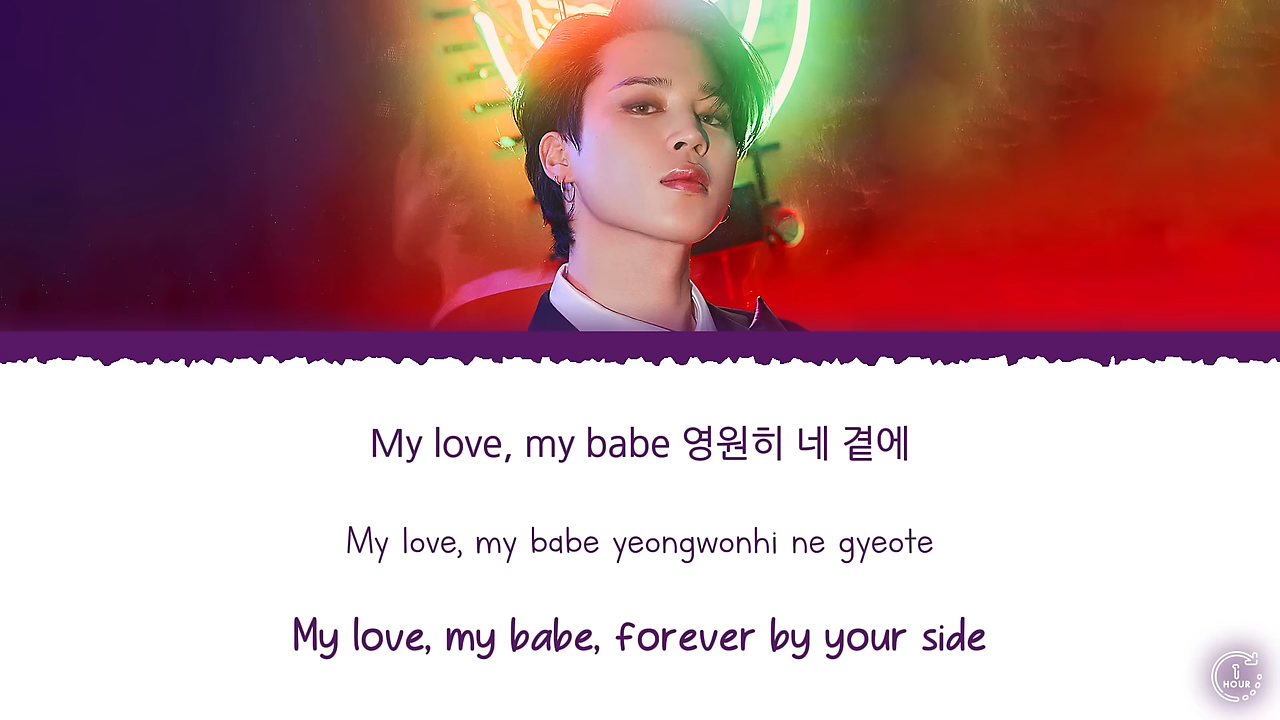 My love, my babe 영원히 네 곁에
My love, my babe yeongwonhi ne gyeote
My love, my babe, forever by your side
1
HOUR